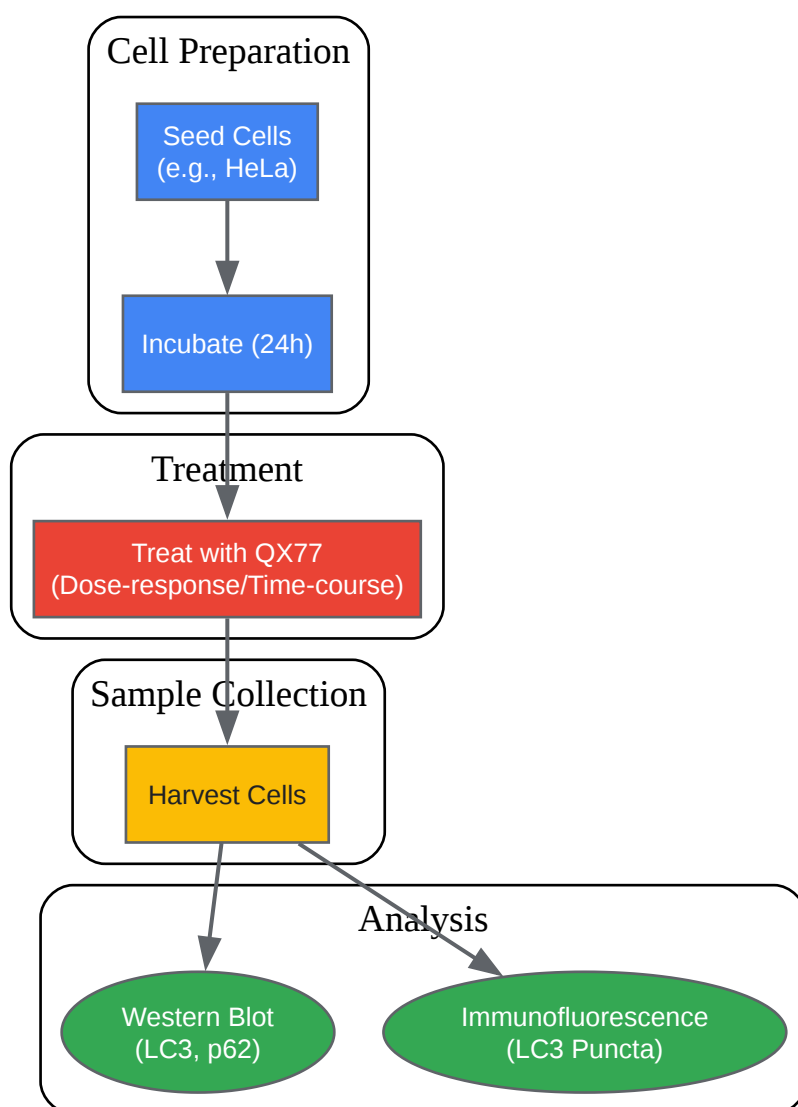 Cell Preparation
Seed Cells
(e.g., HeLa)
Incubate (24h)
Treatment
Treat with QX77
(Dose-response/Time-course)
Sample Collection
Harvest Cells
Analysis
Western Blot
(LC3, p62)
Immunofluorescence
(LC3 Puncta)